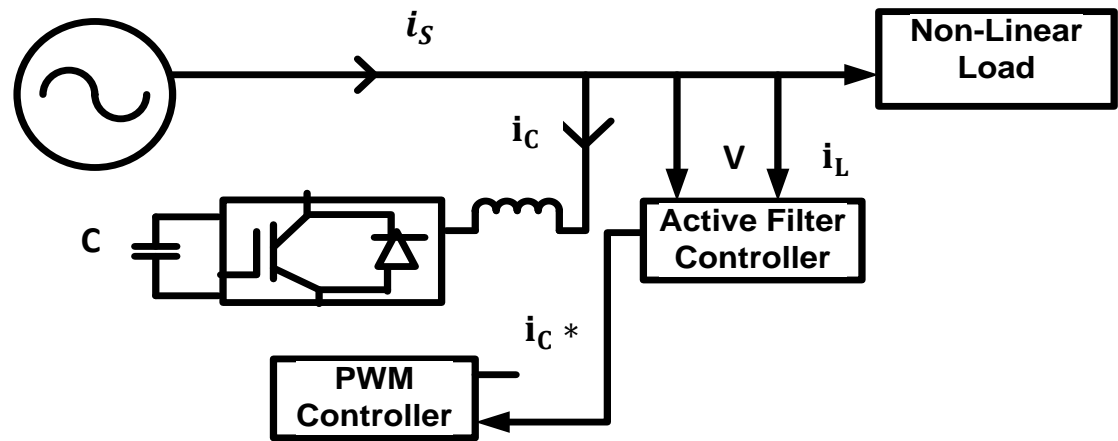 i_S
Non-Linear
Load
i_C
V
i_L
C
Active Filter
Controller
i_C *
PWM
Controller